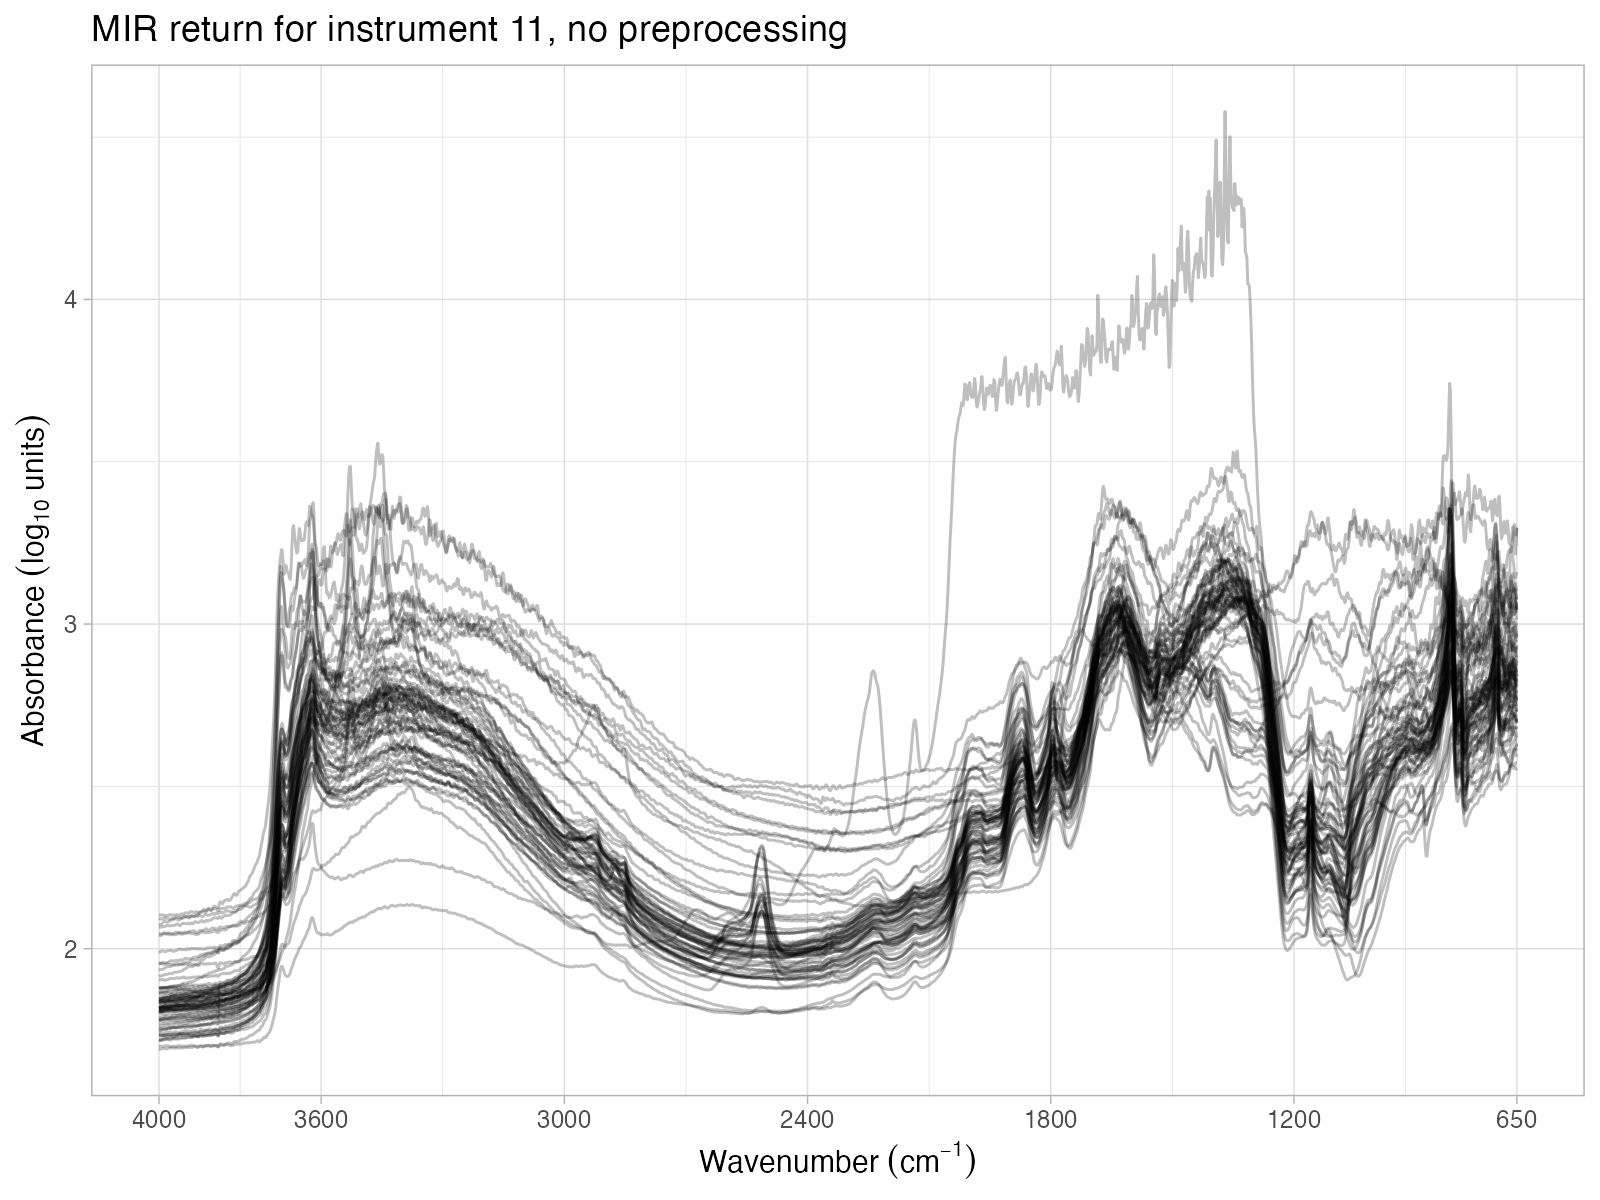 MIR return for instrument 11, no preprocessing
Absorbance (log₁₀ units)
4
3
2
4000 3600 3000 2400 1800 1200 650
Wavenumber (cm⁻¹)